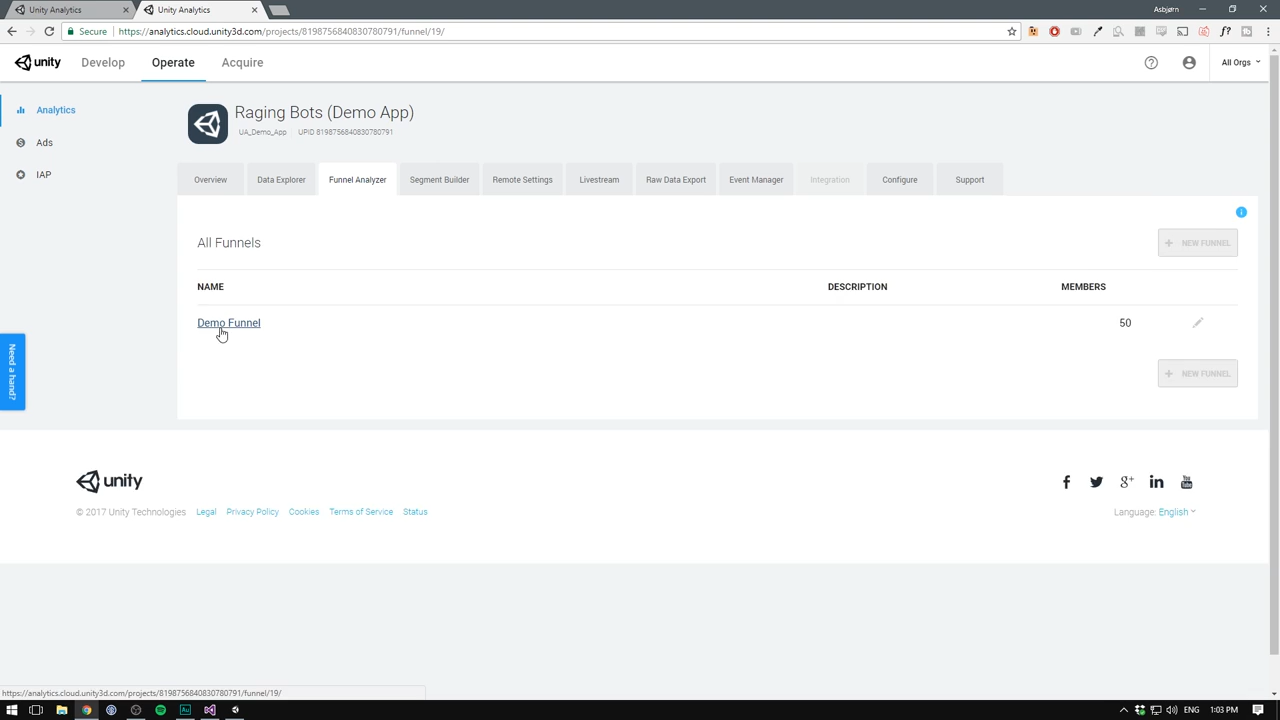 Unity Analytics
Unity Analytics
Asbjørn
Secure
https://analytics.cloud.unity3d.com/projects/8198756840830780791/funnel/19/
unity
Develop
Operate
Acquire
All Orgs
Analytics
Ads
IAP
Raging Bots (Demo App)
UA_Demo_App
UPID 8198756840830780791
Overview
Data Explorer
Funnel Analyzer
Segment Builder
Remote Settings
Livestream
Raw Data Export
Event Manager
Integration
Configure
Support
All Funnels
+ NEW FUNNEL
NAME
DESCRIPTION
MEMBERS
Demo Funnel
50
+ NEW FUNNEL
Need a hand?
unity
© 2017 Unity Technologies
Legal
Privacy Policy
Cookies
Terms of Service
Status
Language: English
https://analytics.cloud.unity3d.com/projects/8198756840830780791/funnel/19/
ENG
1:03 PM